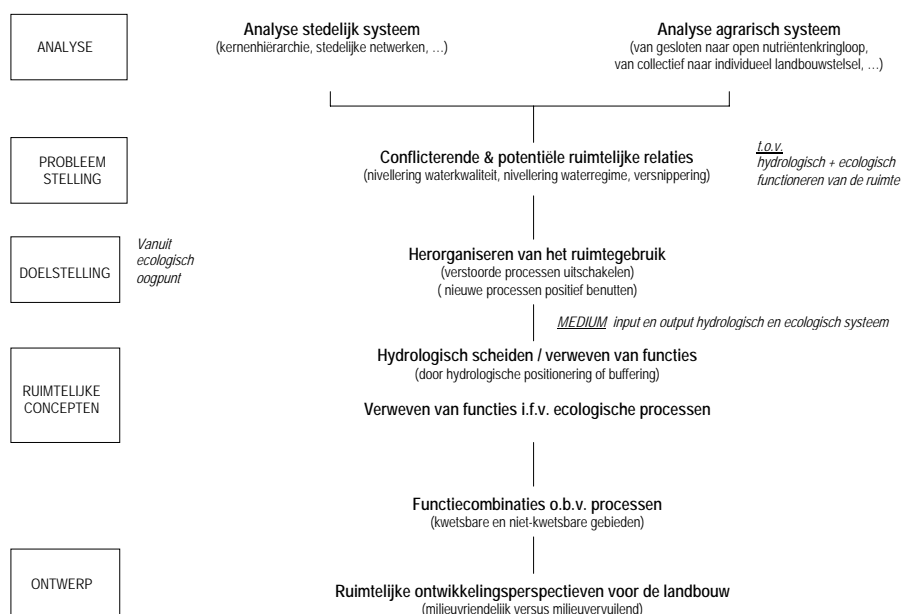 ANALYSE
Analyse stedelijk systeem
(kernenhiërarchie, stedelijke netwerken, …)
Analyse agrarisch systeem
(van gesloten naar open nutriëntenkringloop,
van collectief naar individueel landbouwstelsel, …)
PROBLEEM
STELLING
Conflicterende & potentiële ruimtelijke relaties
(nivellering waterkwaliteit, nivellering waterregime, versnippering)
t.o.v.
hydrologisch + ecologisch
functioneren van de ruimte
DOELSTELLING
Vanuit
ecologisch
oogpunt
Herorganiseren van het ruimtegebruik
(verstoorde processen uitschakelen)
( nieuwe processen positief benutten)
MEDIUM input en output hydrologisch en ecologisch systeem
RUIMTELIJKE
CONCEPTEN
Hydrologisch scheiden / verweven van functies
(door hydrologische positionering of buffering)
Verweven van functies i.f.v. ecologische processen
Functiecombinaties o.b.v. processen
(kwetsbare en niet-kwetsbare gebieden)
ONTWERP
Ruimtelijke ontwikkelingsperspectieven voor de landbouw
(milieuvriendelijk versus milieuvervuilend)